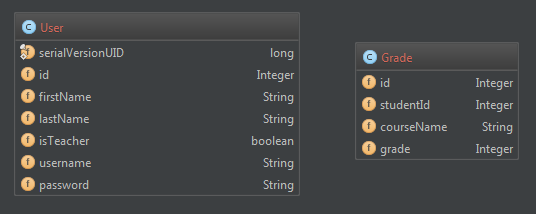 C User
f serialVersionUID long
f id Integer
f firstName String
f lastName String
f isTeacher boolean
f username String
f password String
C Grade
f id Integer
f studentId Integer
f courseName String
f grade Integer